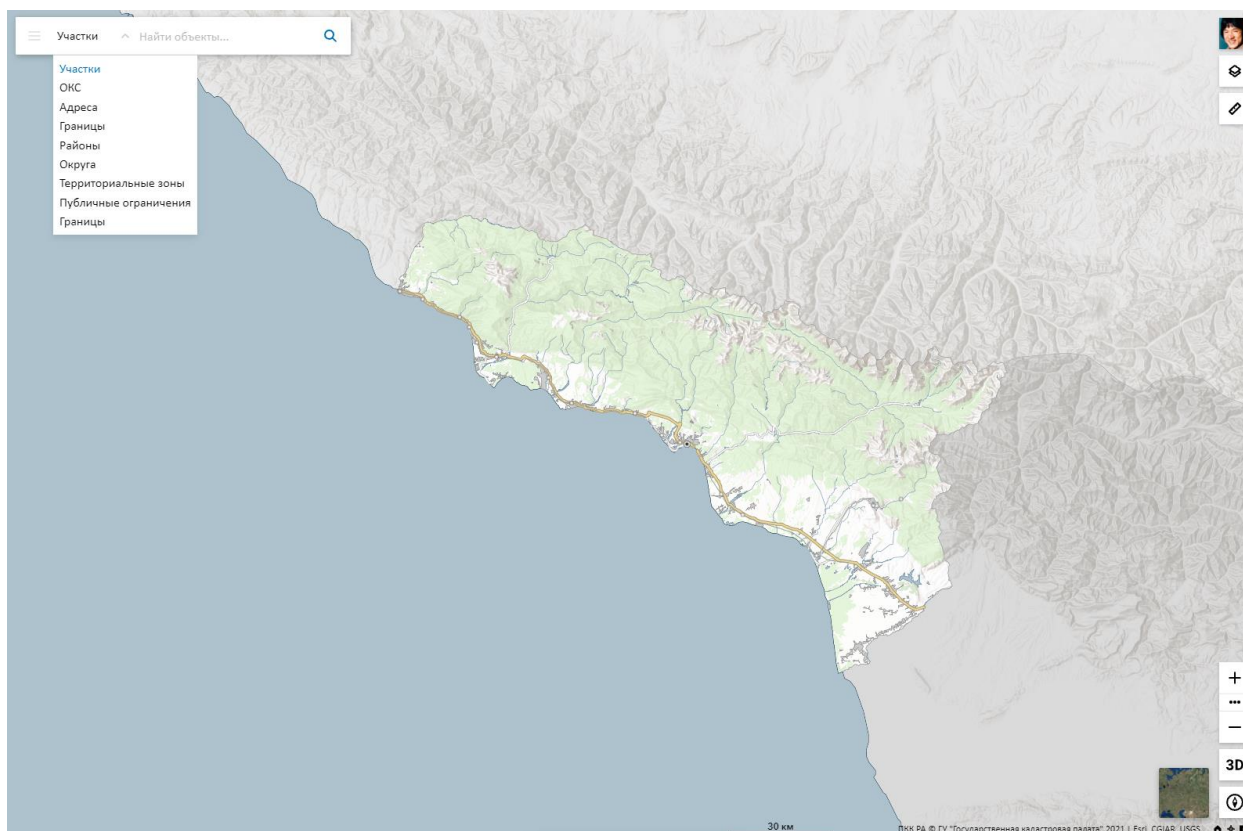 Участки
Найти объекты...
Участки
ОКС
Адреса
Границы
Районы
Округа
Территориальные зоны
Публичные ограничения
Границы
3D
30 км
ПКК РА © ГУ "Государственная кадастровая палата" 2021 | Esri, CGIAR, USGS